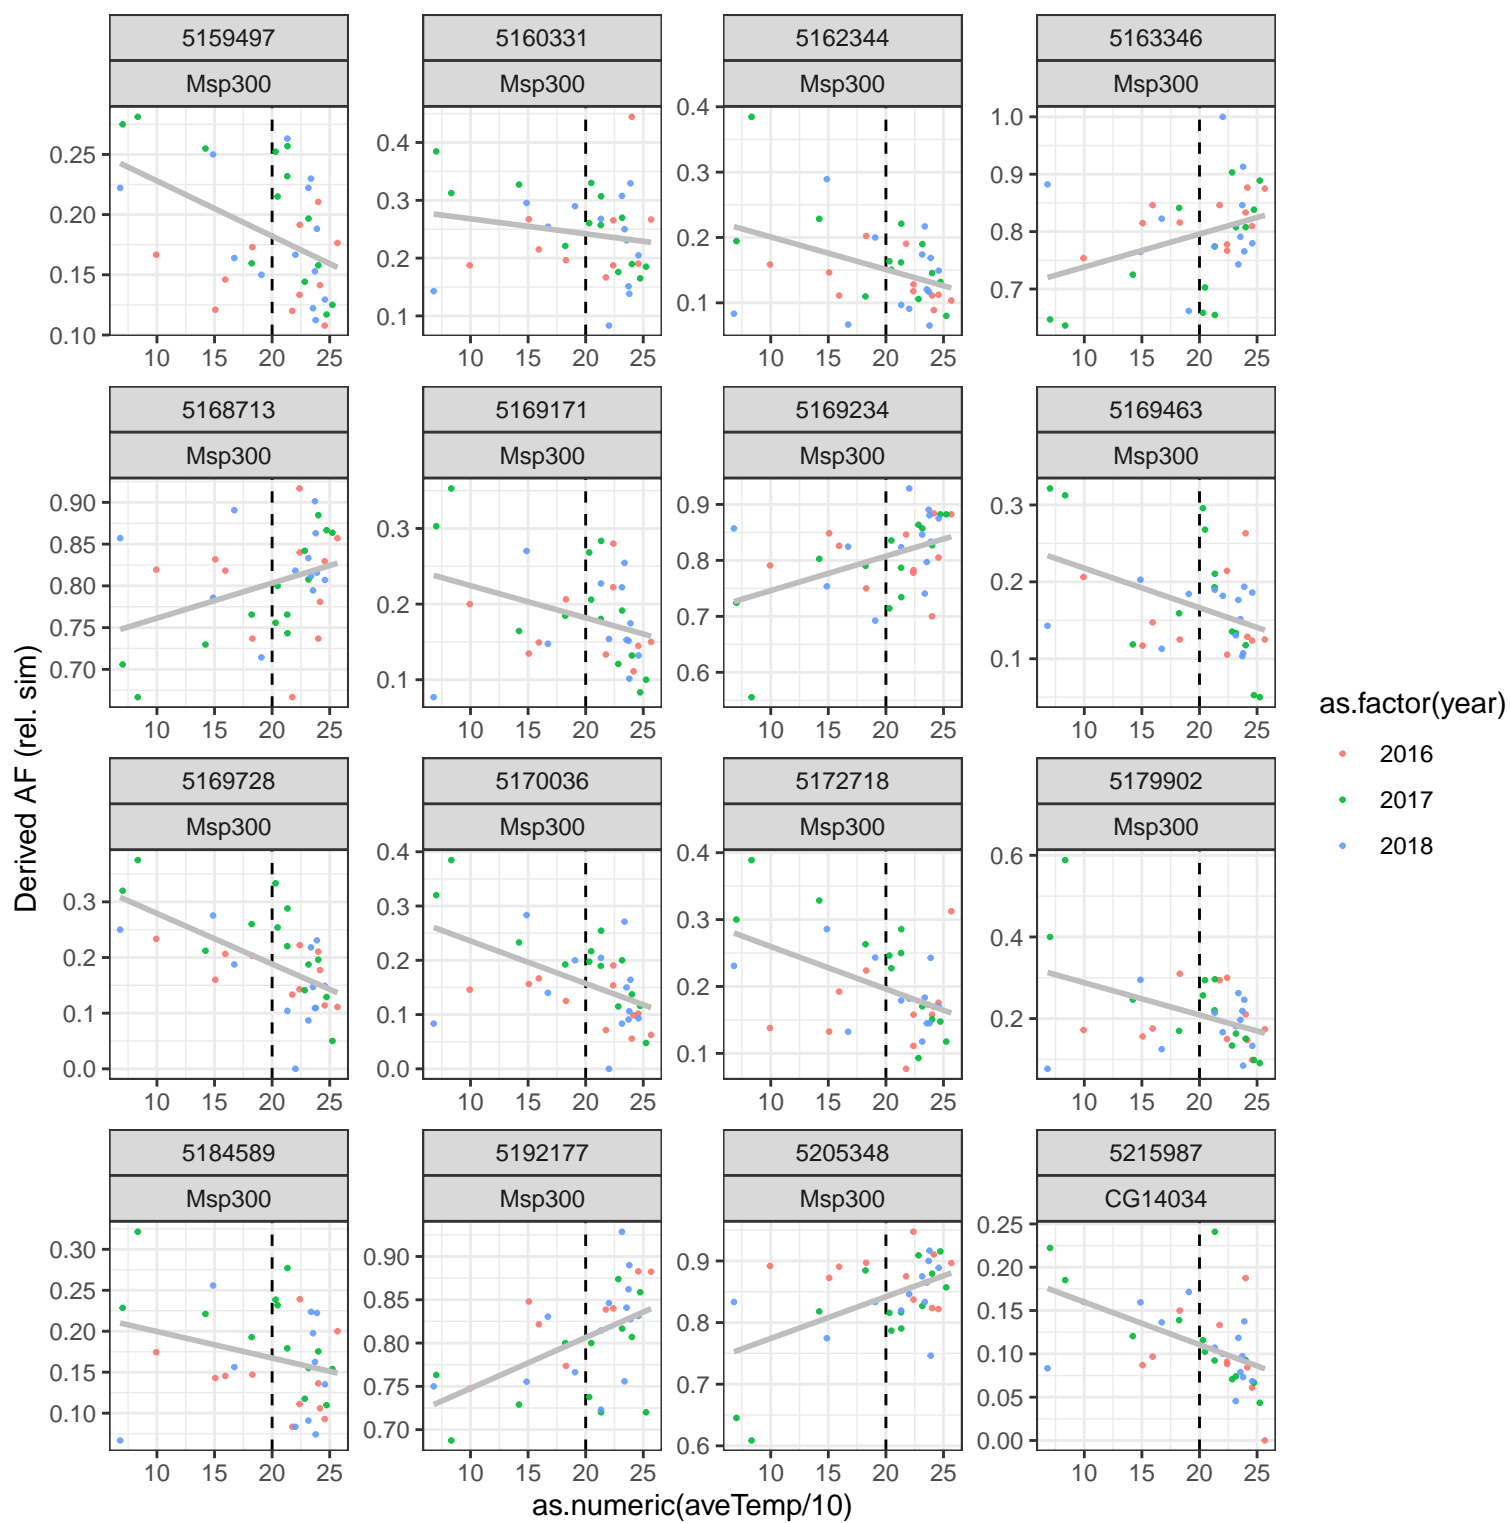 5159497 5160331 5162344 5163346
Msp300 Msp300 Msp300 Msp300
0.25 0.20 0.15 0.10
0.4 0.3 0.2 0.1
0.4 0.3 0.2 0.1
1.0 0.9 0.8 0.7
10 15 20 25 10 15 20 25 10 15 20 25 10 15 20 25
5168713 5169171 5169234 5169463
Msp300 Msp300 Msp300 Msp300
0.90 0.85 0.80 0.75 0.70
0.3 0.2 0.1
0.9 0.8 0.7 0.6
0.3 0.2 0.1
10 15 20 25 10 15 20 25 10 15 20 25 10 15 20 25
5169728 5170036 5172718 5179902
Msp300 Msp300 Msp300 Msp300
0.3 0.2 0.1 0.0
0.4 0.3 0.2 0.1 0.0
0.4 0.3 0.2 0.1
0.6 0.4 0.2
10 15 20 25 10 15 20 25 10 15 20 25 10 15 20 25
5184589 5192177 5205348 5215987
Msp300 Msp300 Msp300 CG14034
0.30 0.25 0.20 0.15 0.10
0.90 0.85 0.80 0.75 0.70
0.9 0.8 0.7 0.6
0.25 0.20 0.15 0.10 0.05 0.00
10 15 20 25 10 15 20 25 10 15 20 25 10 15 20 25
as.numeric(aveTemp/10)
Derived AF (rel. sim)
as.factor(year)
2016
2017
2018